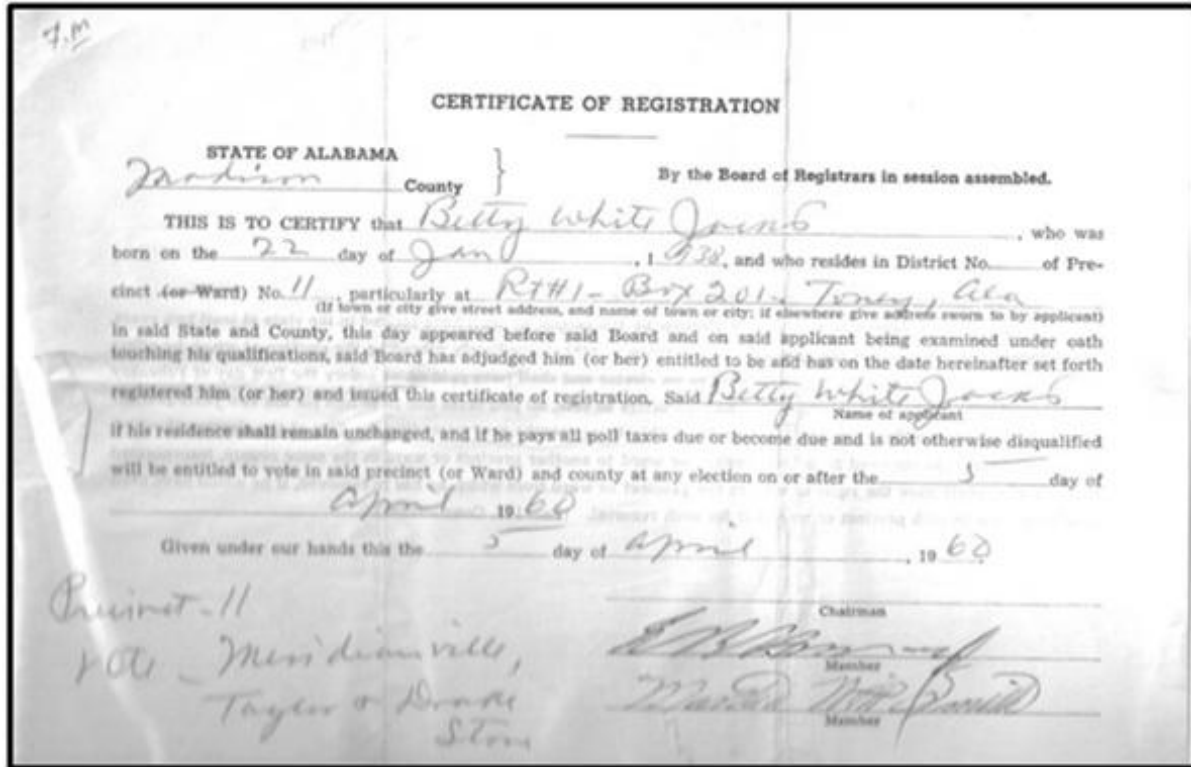 7.m
CERTIFICATE OF REGISTRATION
STATE OF ALABAMA
Madison County
By the Board of Registrars in session assembled.
THIS IS TO CERTIFY that Betty White Jacks, who was
born on the 22 day of Jan, 1938, and who resides in District No. of Pre-
cinct (or Ward) No. 11, particularly at Rt#1- Box 201. Toney, Ala
(If town or city give street address, and name of town or city; if elsewhere give address sworn to by applicant)
in said State and County, this day appeared before said Board and on said applicant being examined under oath
touching his qualifications, said Board has adjudged him (or her) entitled to be and has on the date hereinafter set forth
registered him (or her) and issued this certificate of registration. Said Betty White Jacks
Name of applicant
if his residence shall remain unchanged, and if he pays all poll taxes due or become due and is not otherwise disqualified
will be entitled to vote in said precinct (or Ward) and county at any election on or after the 5 day of
April 1960
Given under our hands this the 5 day of April, 1960
Chairman
Member
Member
Precinct-11
vote - Meridianville,
Taylor & Drake
Store